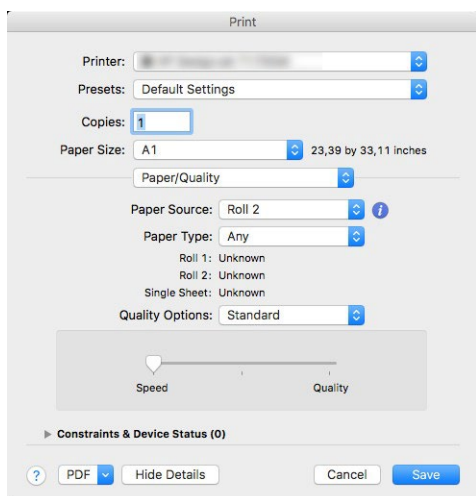 Print
Printer:
Presets: Default Settings
Copies: 1
Paper Size: A1 23,39 by 33,11 inches
Paper/Quality
Paper Source: Roll 2 i
Paper Type: Any
Roll 1: Unknown
Roll 2: Unknown
Single Sheet: Unknown
Quality Options: Standard
Speed Quality
Constraints & Device Status (0)
? PDF Hide Details Cancel Save